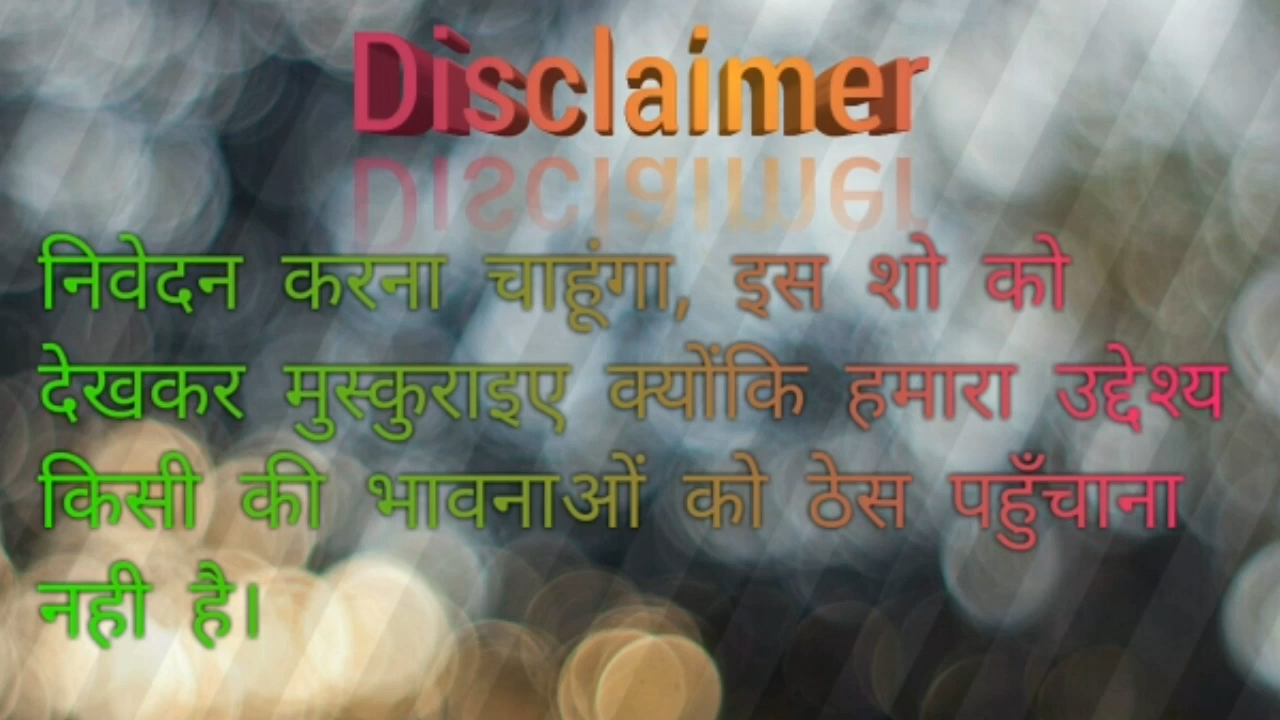 Disclaimer
निवेदन करना चाहूंगा, इस शो को
देखकर मुस्कुराइए क्योंकि हमारा उद्देश्य
किसी की भावनाओं को ठेस पहुँचाना
नही है।